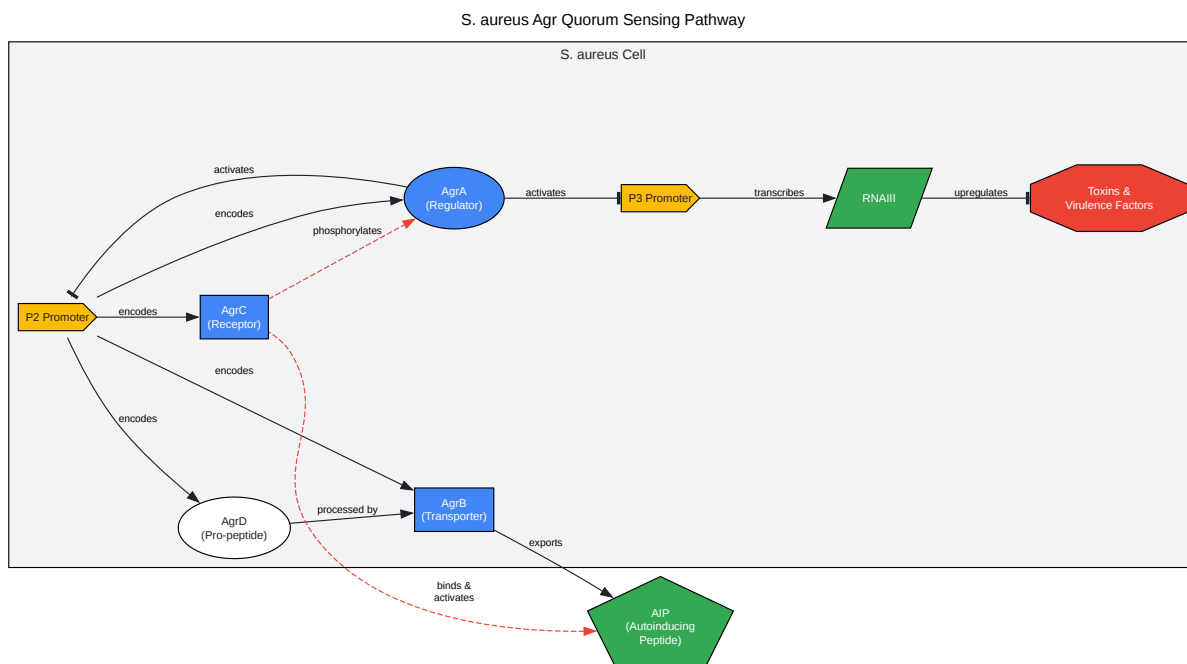 S. aureus Agr Quorum Sensing Pathway
S. aureus Cell
activates
encodes
phosphorylates
AgrA
(Regulator)
activates
P3 Promoter
transcribes
RNAIII
upregulates
Toxins &
Virulence Factors
P2 Promoter
encodes
AgrC
(Receptor)
encodes
encodes
AgrD
(Pro-peptide)
processed by
AgrB
(Transporter)
exports
binds &
activates
AIP
(Autoinducing
Peptide)